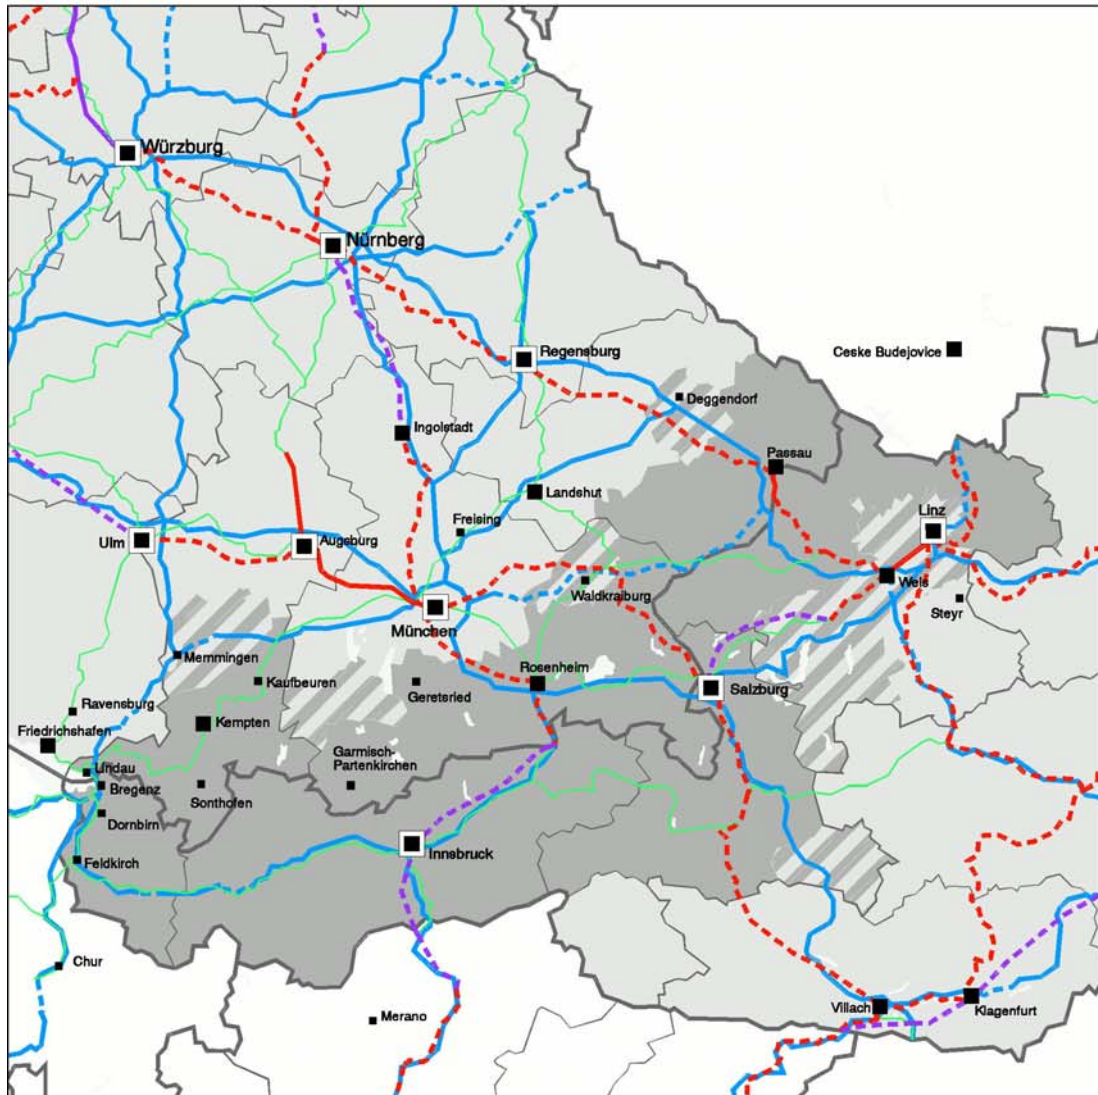 Würzburg
Nürnberg
Regensburg
Ceske Budejovice
Deggendorf
Ingolstadt
Passau
Landshut
Linz
Freising
Ulm
Augsburg
Wels
Waldkraiburg
Steyr
München
Memmingen
Rosenheim
Kaufbeuren
Geretsried
Salzburg
Ravensburg
Kempten
Friedrichshafen
Garmisch-
Partenkirchen
Lindau
Bregenz
Sonthofen
Dornbirn
Innsbruck
Feldkirch
Chur
Merano
Villach
Klagenfurt